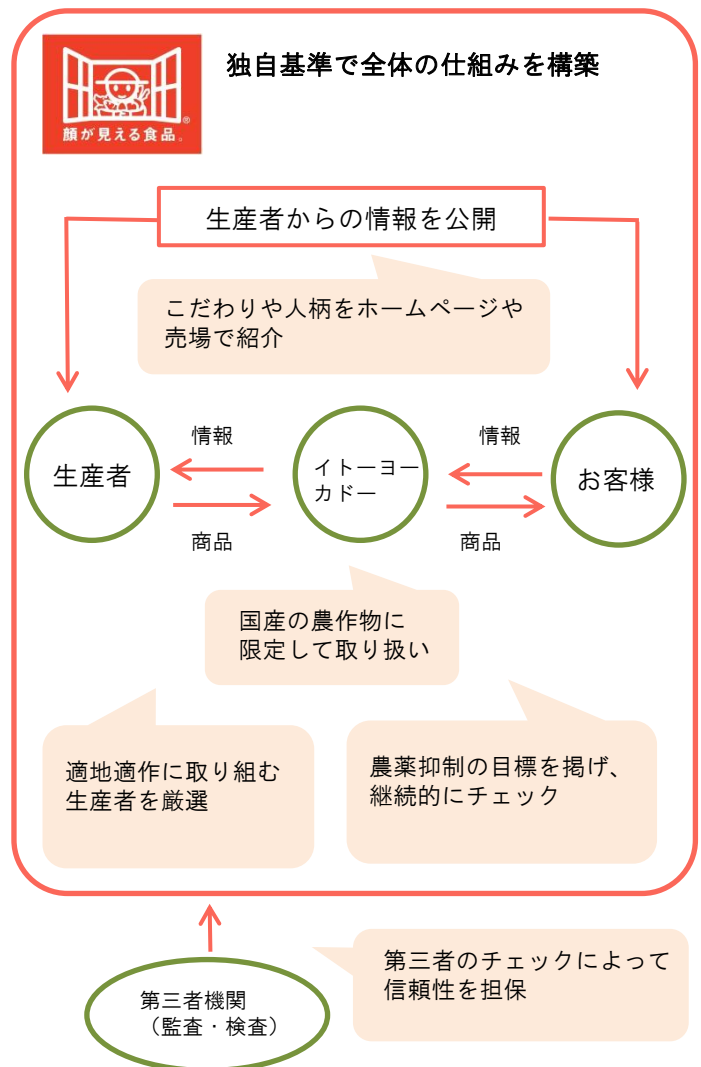 独自基準で全体の仕組みを構築
顔が見える食品。
®
生産者からの情報を公開
こだわりや人柄をホームページや
売場で紹介
情報
情報
生産者
イトーヨー
カドー
お客様
商品
商品
国産の農作物に
限定して取り扱い
適地適作に取り組む
生産者を厳選
農薬抑制の目標を掲げ、
継続的にチェック
第三者機関
（監査・検査）
第三者のチェックによって
信頼性を担保